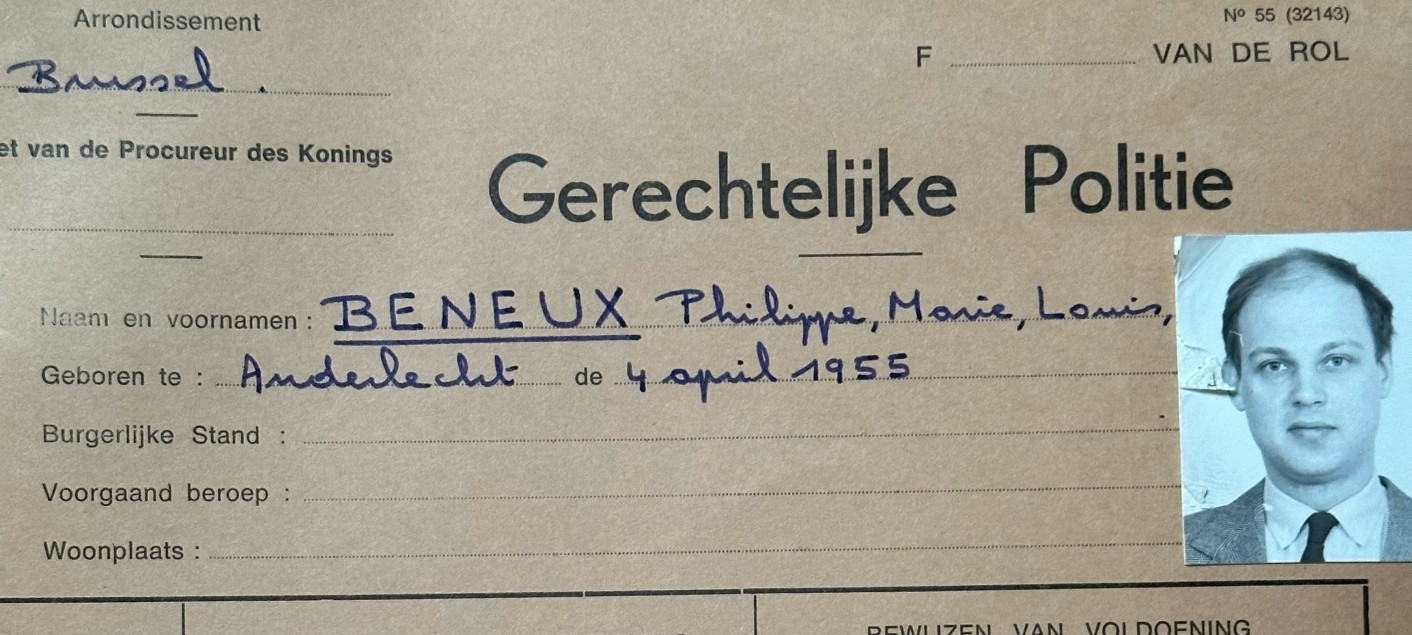 Arrondissement
Brussel.
et van de Procureur des Konings
Nº 55 (32143)
F VAN DE ROL
Gerechtelijke Politie
Naam en voornamen : BENEUX Philippe, Marie, Louis,
Geboren te : Anderlecht de 4 april 1955
Burgerlijke Stand :
Voorgaand beroep :
Woonplaats :
BEWIJZEN VAN VOLDOENING